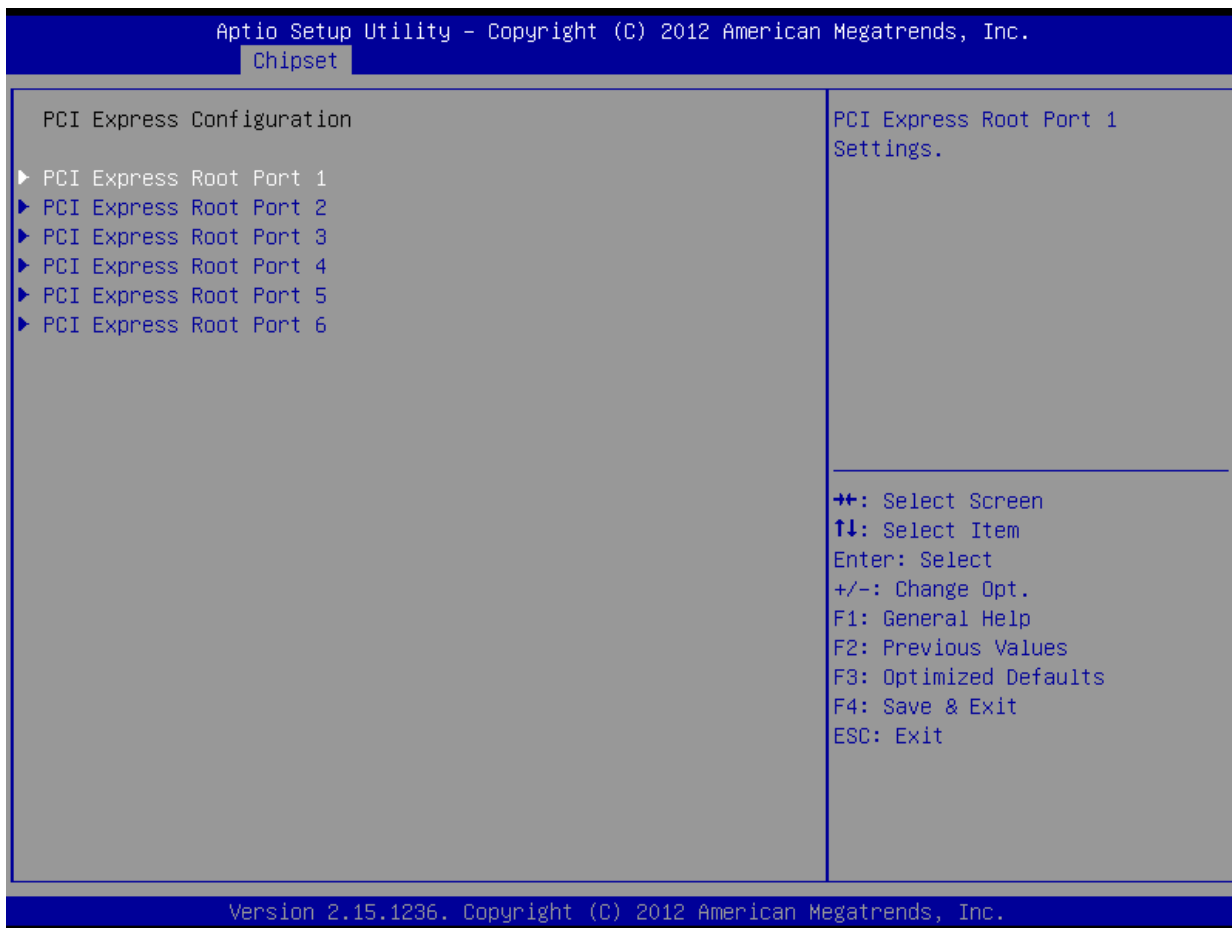 Aptio Setup Utility – Copyright (C) 2012 American Megatrends, Inc.
Chipset
PCI Express Configuration
▶ PCI Express Root Port 1
▶ PCI Express Root Port 2
▶ PCI Express Root Port 3
▶ PCI Express Root Port 4
▶ PCI Express Root Port 5
▶ PCI Express Root Port 6
PCI Express Root Port 1
Settings.
→←: Select Screen
↑↓: Select Item
Enter: Select
+/-: Change Opt.
F1: General Help
F2: Previous Values
F3: Optimized Defaults
F4: Save & Exit
ESC: Exit
Version 2.15.1236. Copyright (C) 2012 American Megatrends, Inc.